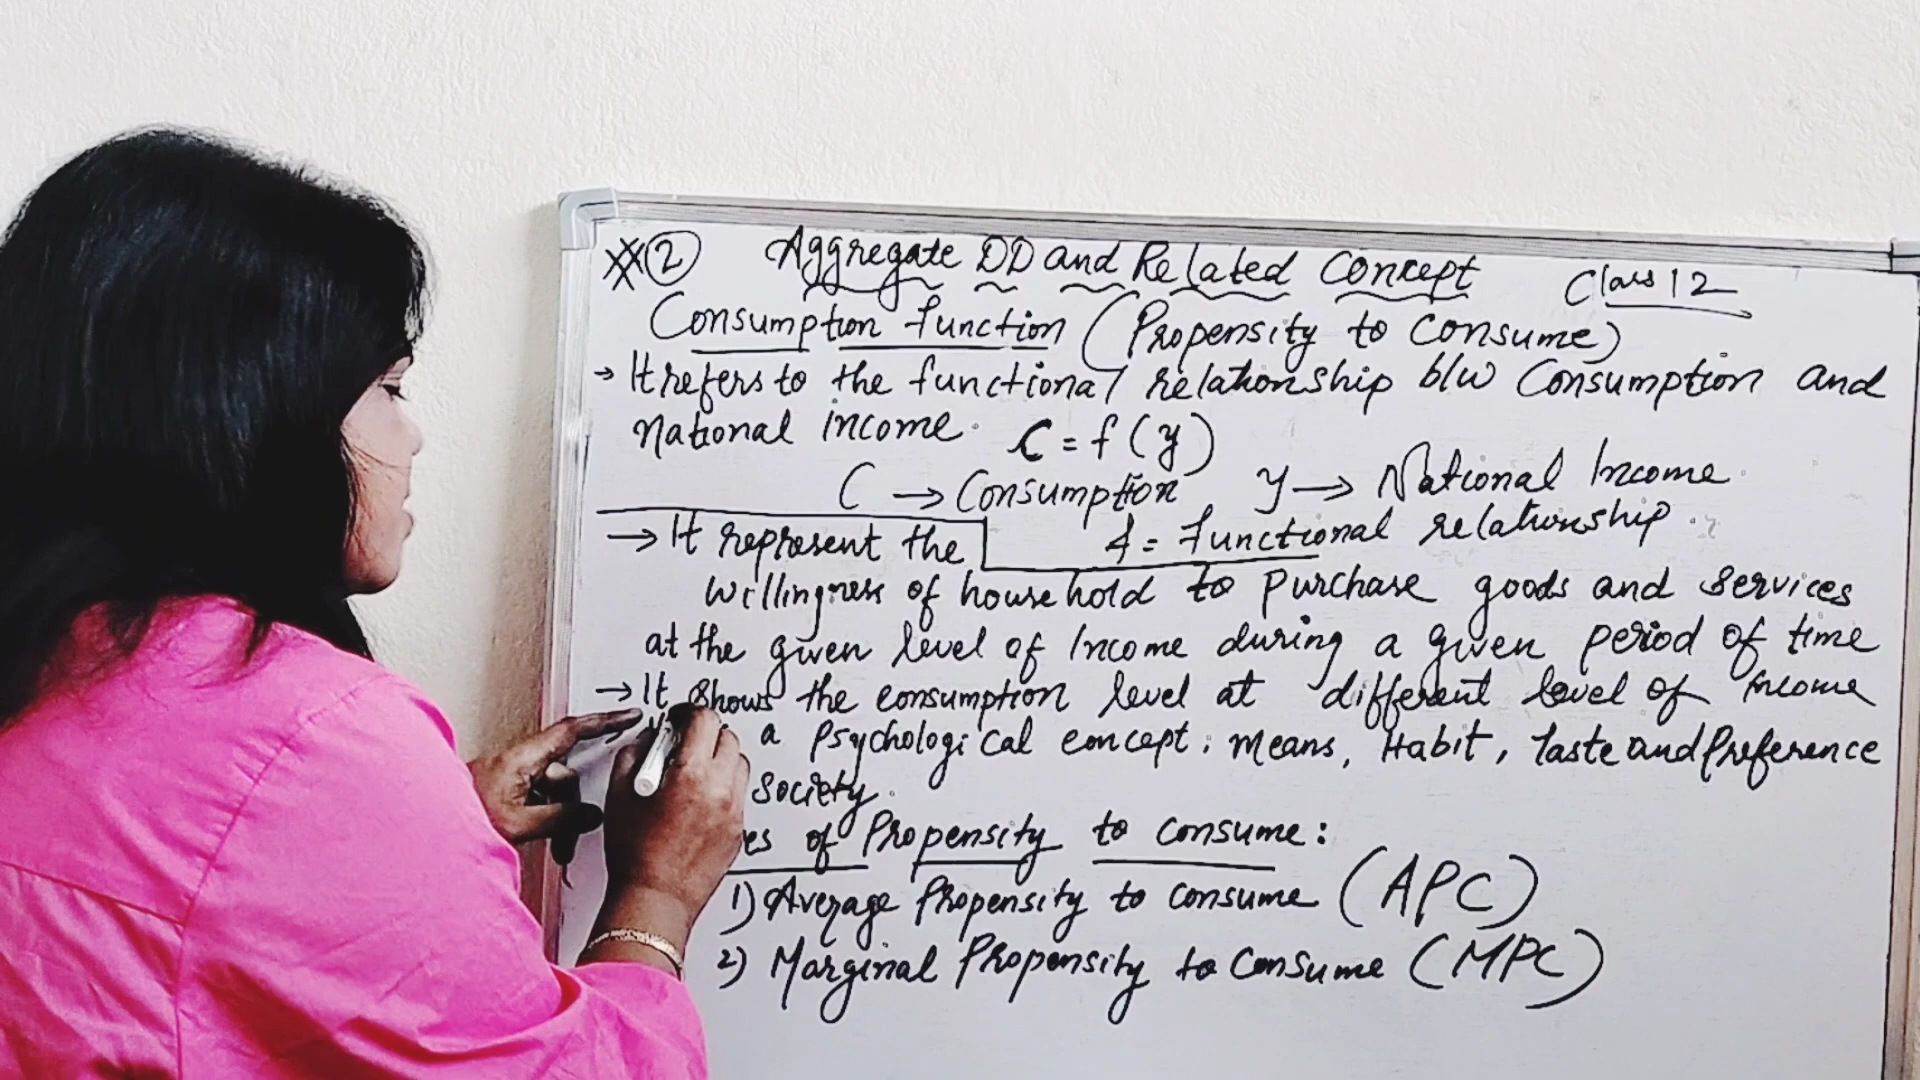 ② Aggregate DD and Related Concept Class 12
Consumption function (Propensity to consume)
→ It refers to the functional relationship b/w Consumption and
National income. C = f (y)
C → Consumption y → National Income.
→ It represent the f = Functional relationship.
willingness of household to purchase goods and services
at the given level of Income during a given period of time
→ It shows the consumption level at different level of income
a Psychological concept: means, Habit, Taste and Preference
society.
of Propensity to consume:
1) Average Propensity to consume (APC)
2) Marginal Propensity to Consume (MPC)